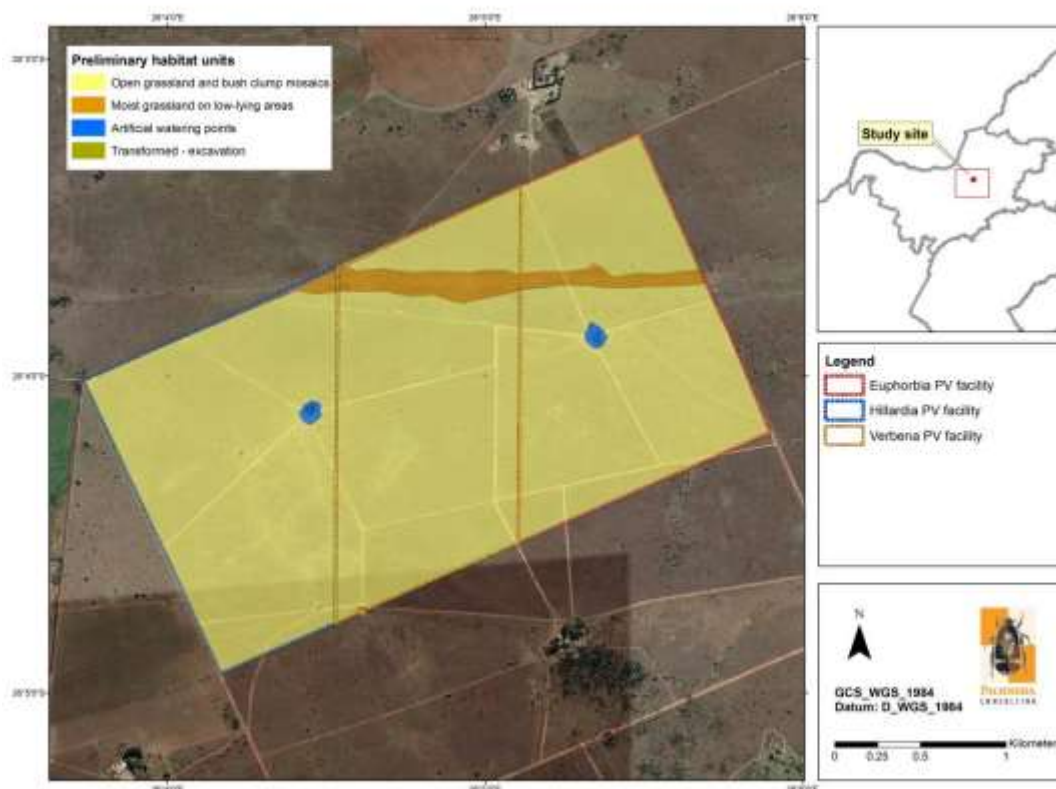 Preliminary habitat units
Open grassland and bush clump mosaics
Moist grassland on low-lying areas
Artificial watering points
Transformed - excavation
Study site
Legend
Euphorbia PV facility
Hillardia PV facility
Verbena PV facility
N
GCS_WGS_1984
Datum: D_WGS_1984
0 0.25 0.5 1 Kilometers